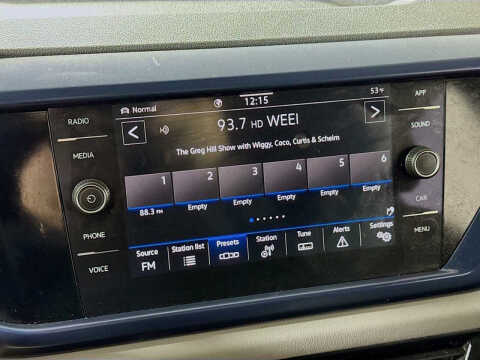 RADIO
MEDIA
PHONE
VOICE
Normal
12:15
53 °F
93.7 HD WEEI
The Greg Hill Show with Wiggy, Coco, Curtis & Scheim
1 2 3 4 5 6
88.3 FM Empty Empty Empty Empty Empty
Source Station list Presets Station Tune Alerts Settings
FM
APP
SOUND
CAR
MENU